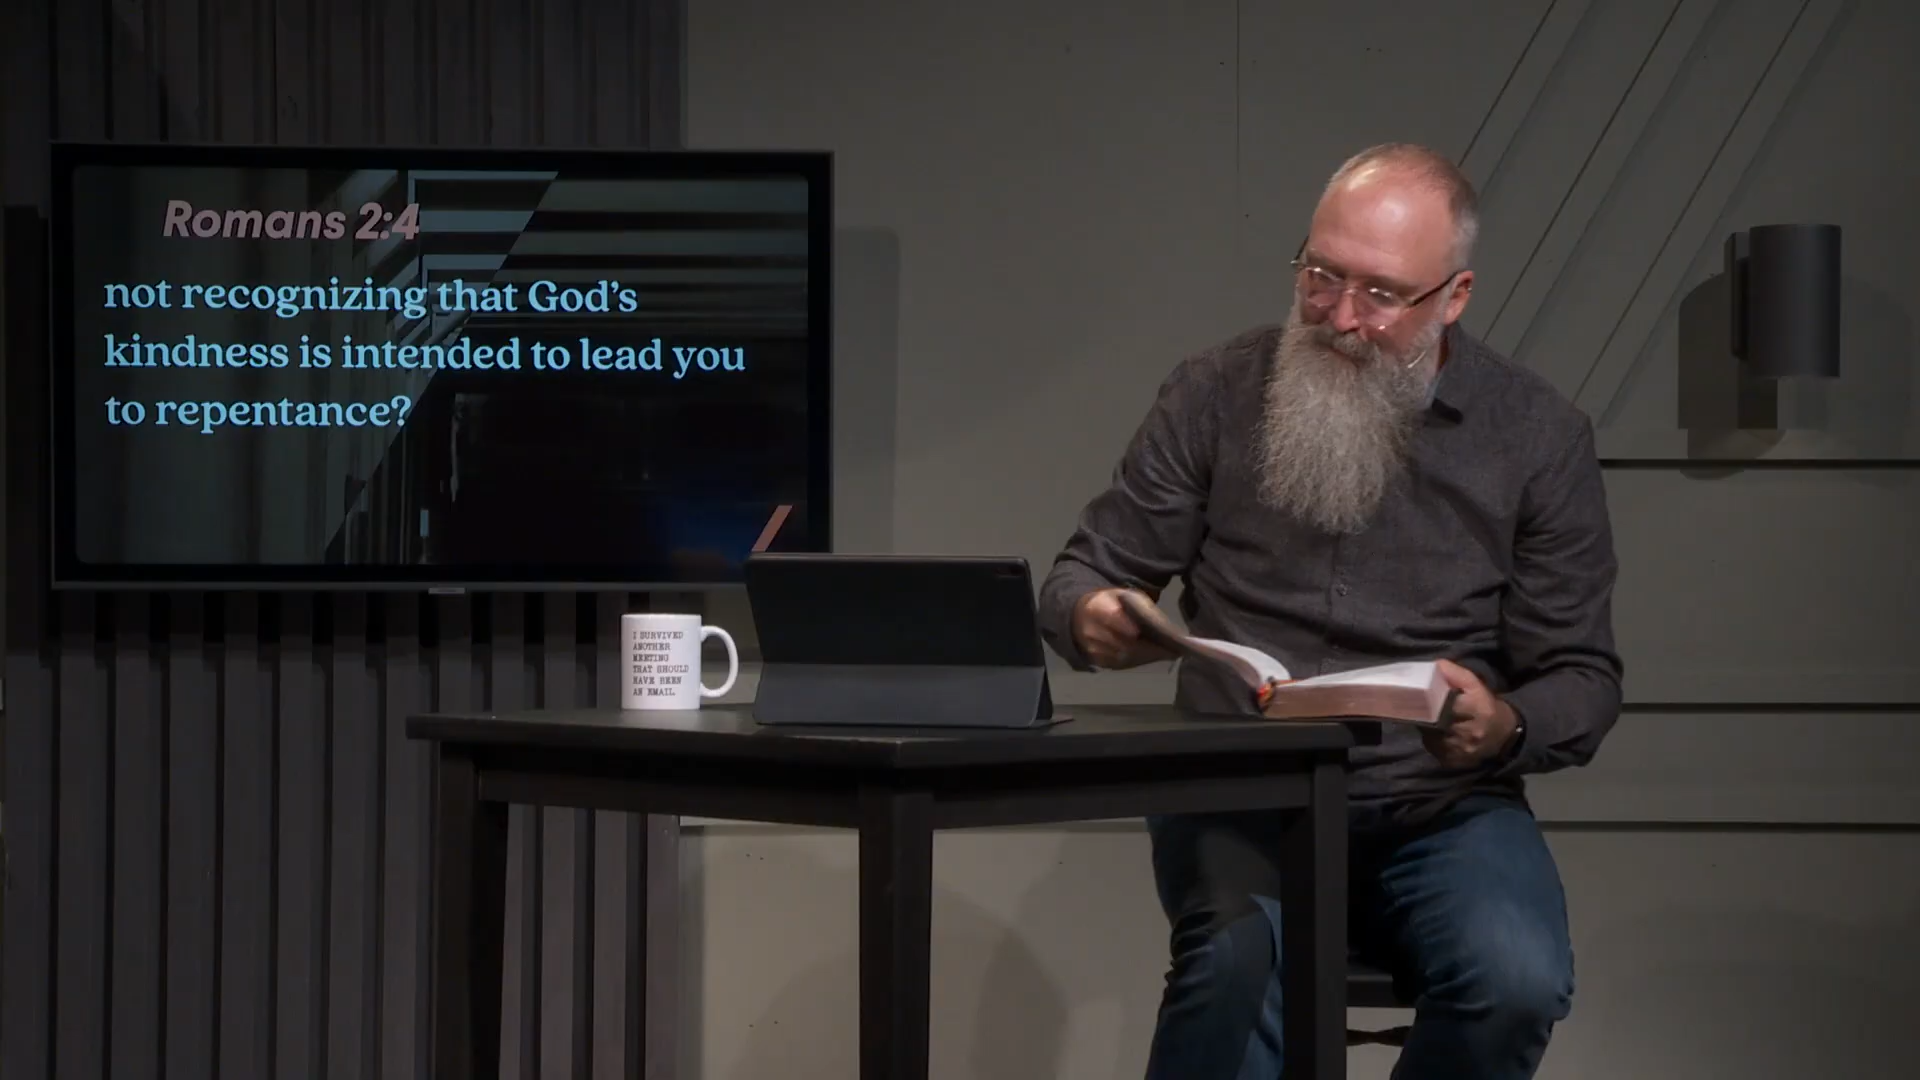 Romans 2:4
not recognizing that God's
kindness is intended to lead you
to repentance?
I SURVIVED
ANOTHER
MEETING
THAT SHOULD
HAVE BEEN
AN EMAIL.